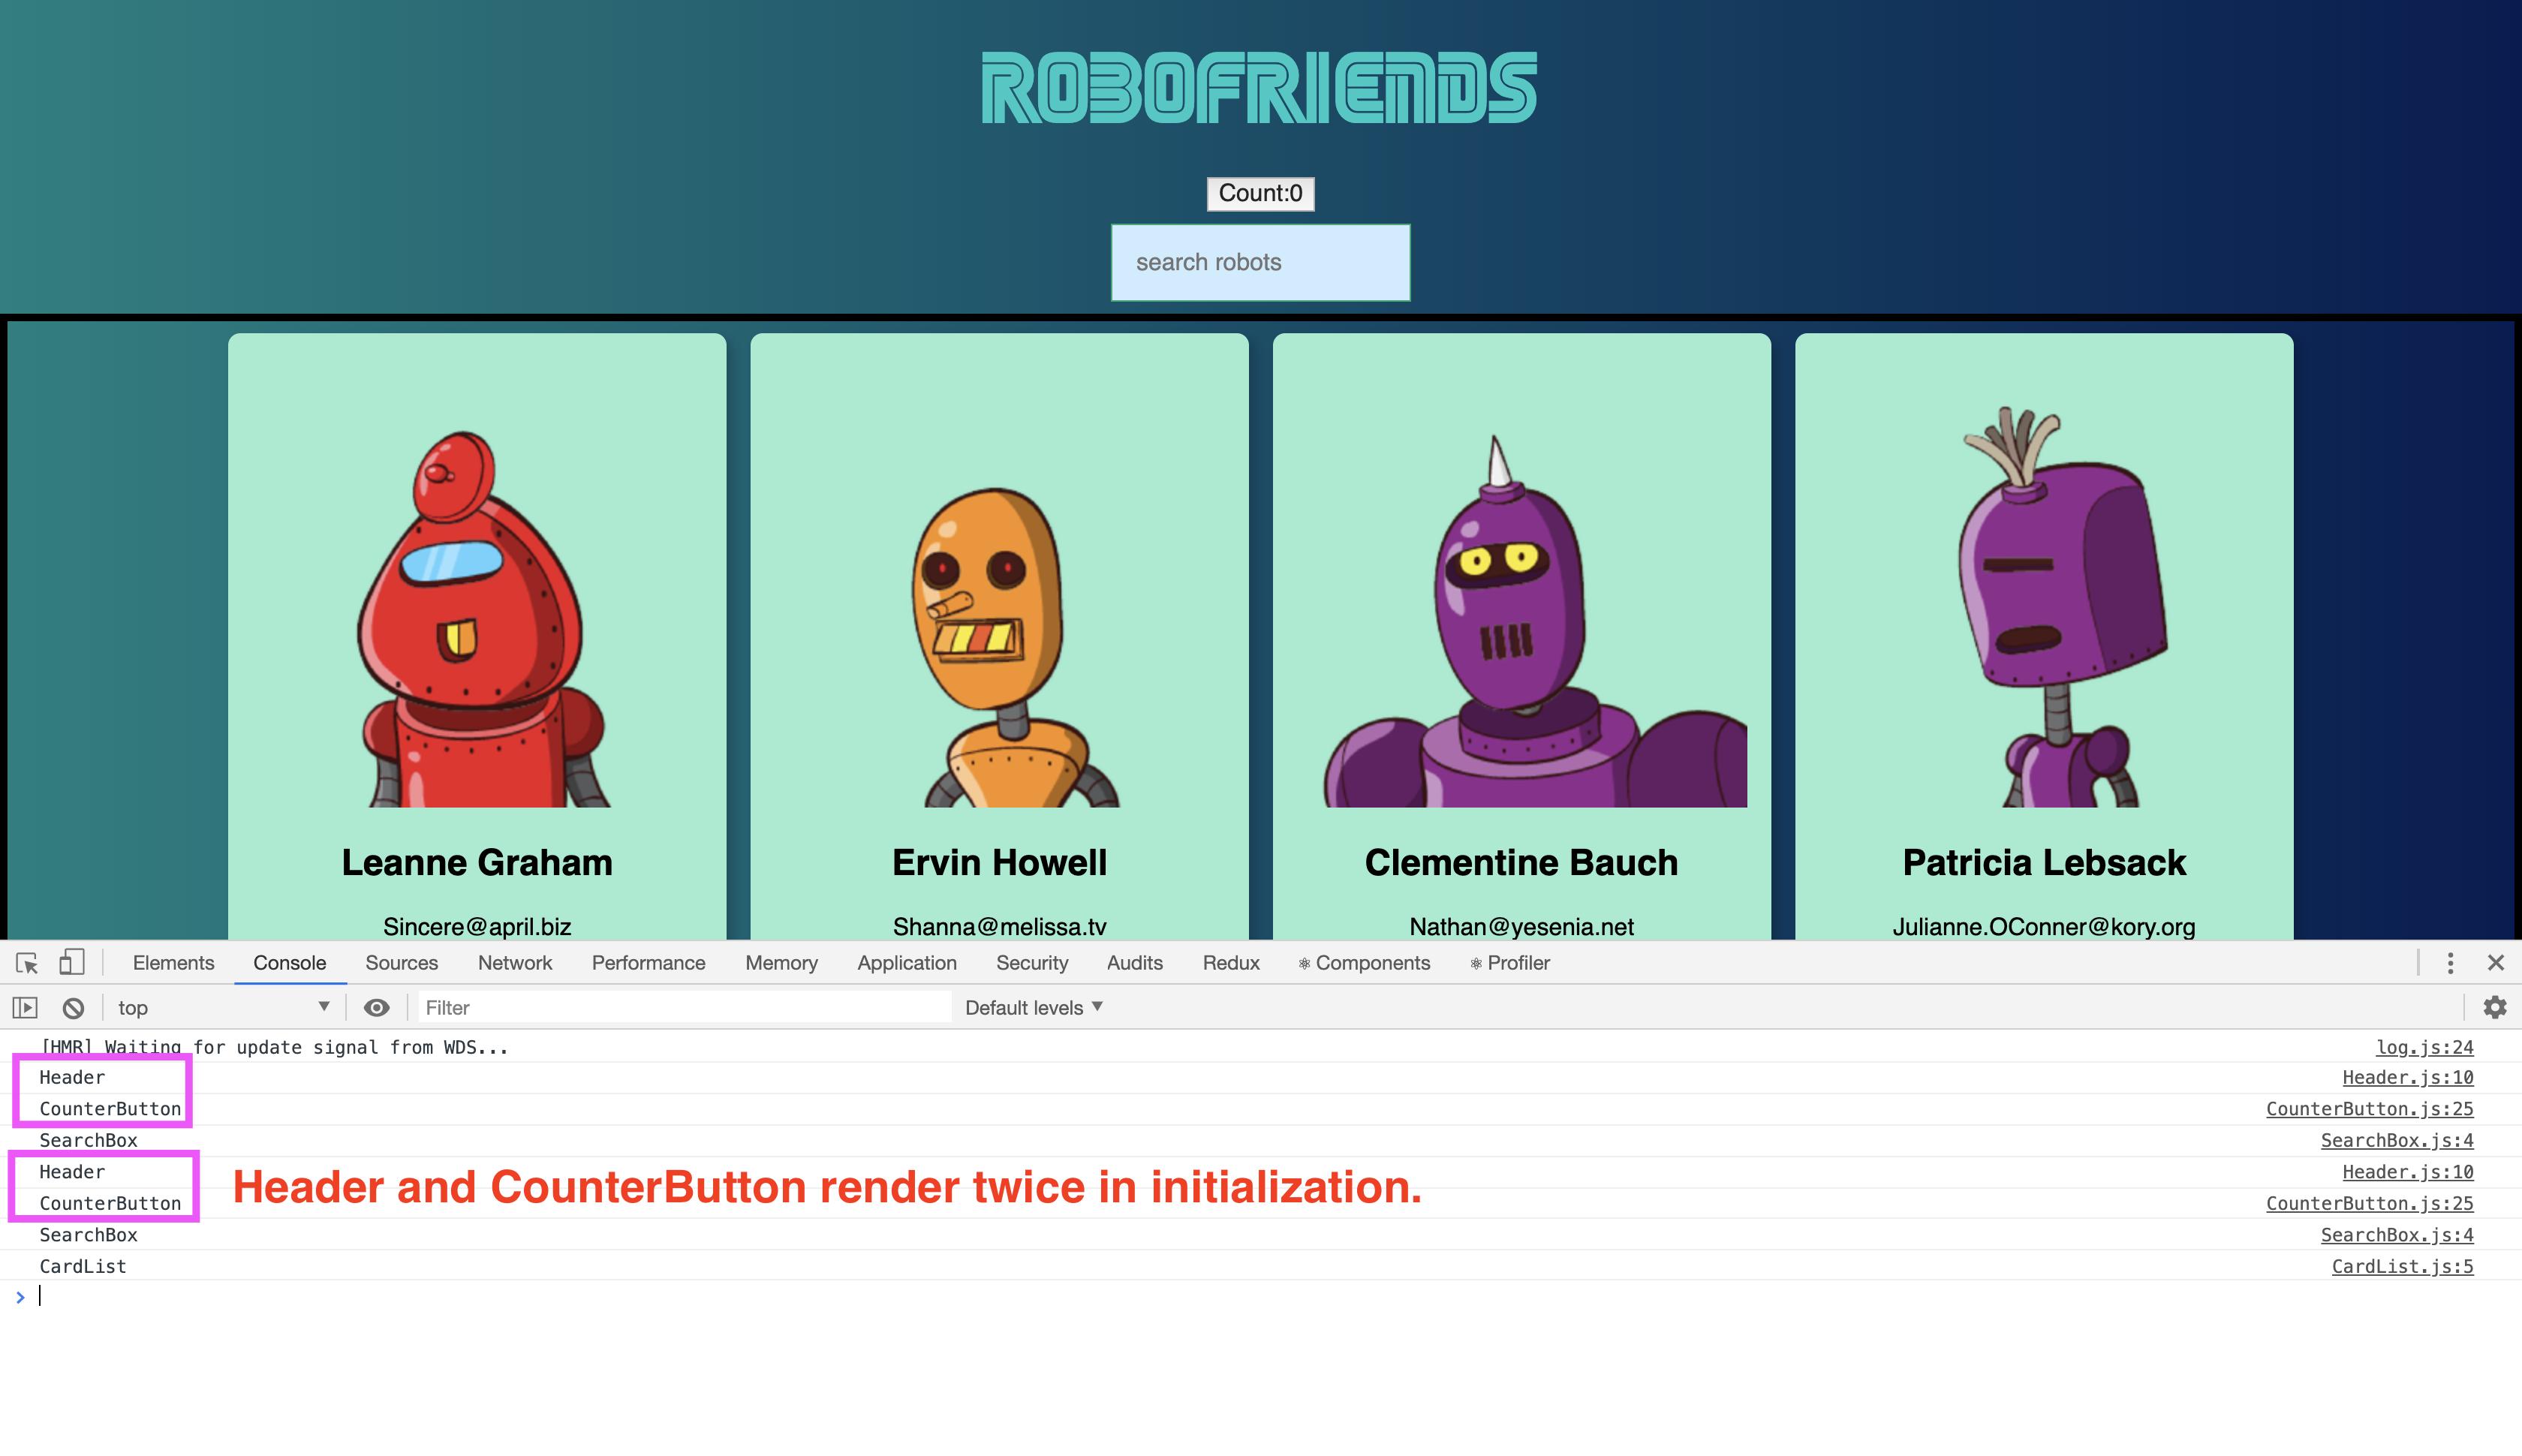 ROBOFRIENDS
Count:0
search robots
Leanne Graham
Sincere@april.biz
Ervin Howell
Shanna@melissa.tv
Clementine Bauch
Nathan@yesenia.net
Patricia Lebsack
Julianne.OConner@kory.org
Elements Console Sources Network Performance Memory Application Security Audits Redux ⚛ Components ⚛ Profiler
top Filter Default levels
[HMR] Waiting for update signal from WDS... log.js:24
Header Header.js:10
CounterButton CounterButton.js:25
SearchBox SearchBox.js:4
Header Header.js:10
Header and CounterButton render twice in initialization.
CounterButton CounterButton.js:25
SearchBox SearchBox.js:4
CardList CardList.js:5